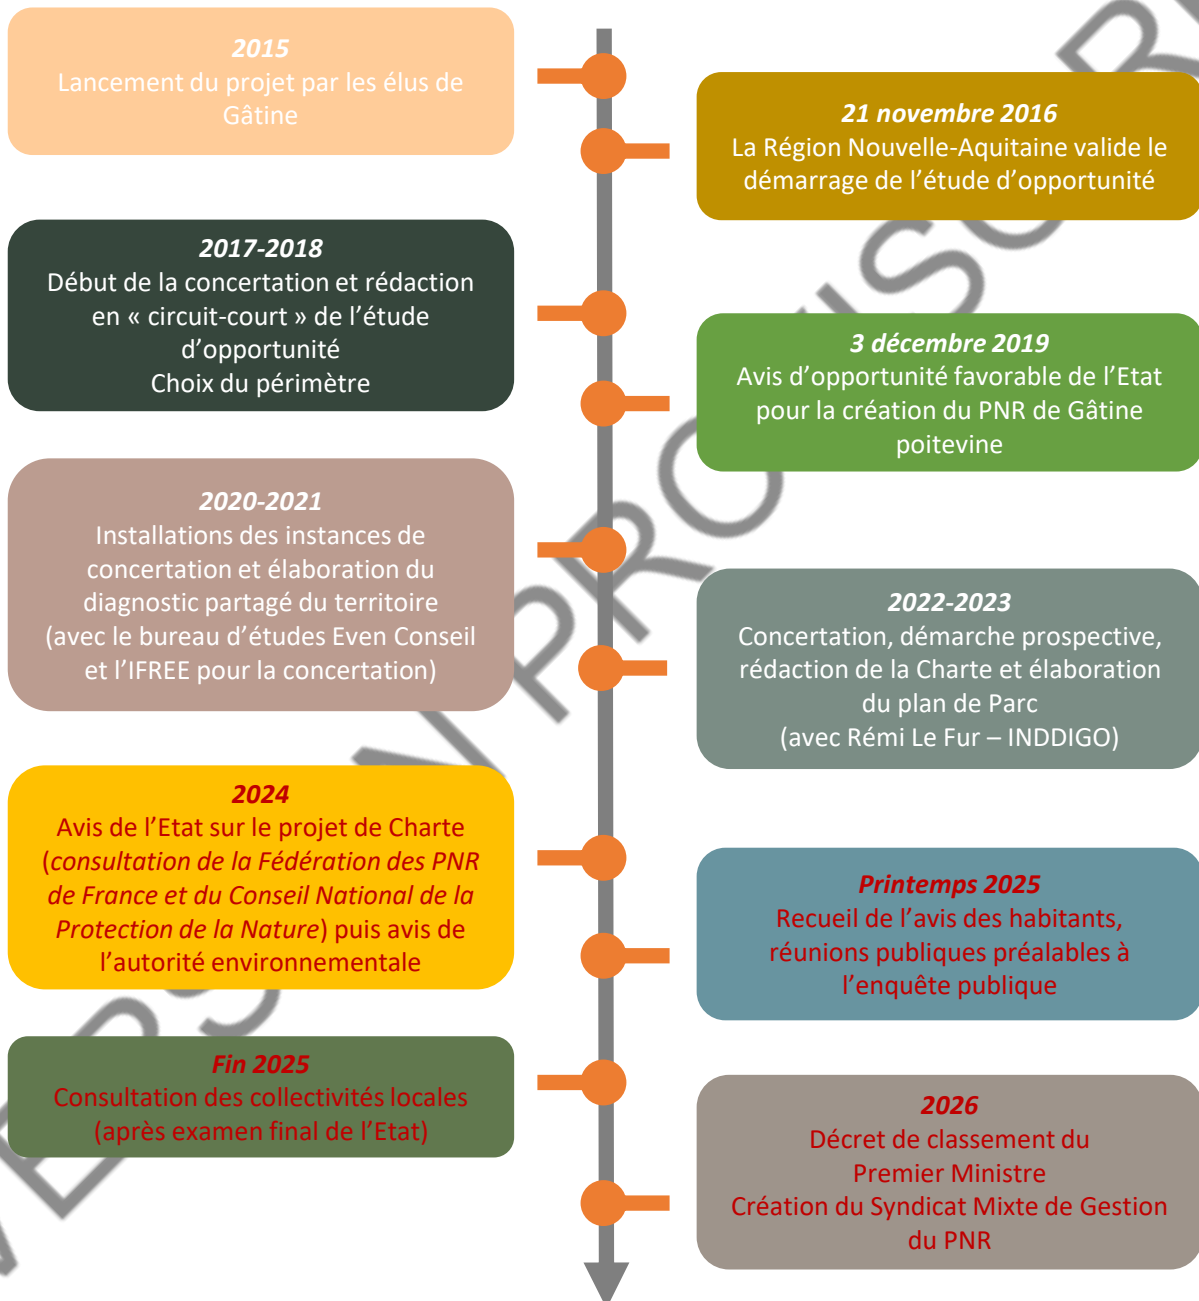 2015
Lancement du projet par les élus de
Gâtine
21 novembre 2016
La Région Nouvelle-Aquitaine valide le
démarrage de l'étude d'opportunité
2017-2018
Début de la concertation et rédaction
en « circuit-court » de l'étude
d'opportunité
Choix du périmètre
3 décembre 2019
Avis d'opportunité favorable de l'Etat
pour la création du PNR de Gâtine
poitevine
2020-2021
Installations des instances de
concertation et élaboration du
diagnostic partagé du territoire
(avec le bureau d'études Even Conseil
et l'IFREE pour la concertation)
2022-2023
Concertation, démarche prospective,
rédaction de la Charte et élaboration
du plan de Parc
(avec Rémi Le Fur – INDDIGO)
2024
Avis de l'Etat sur le projet de Charte
(consultation de la Fédération des PNR
de France et du Conseil National de la
Protection de la Nature) puis avis de
l'autorité environnementale
Printemps 2025
Recueil de l'avis des habitants,
réunions publiques préalables à
l'enquête publique
Fin 2025
Consultation des collectivités locales
(après examen final de l'Etat)
2026
Décret de classement du
Premier Ministre
Création du Syndicat Mixte de Gestion
du PNR